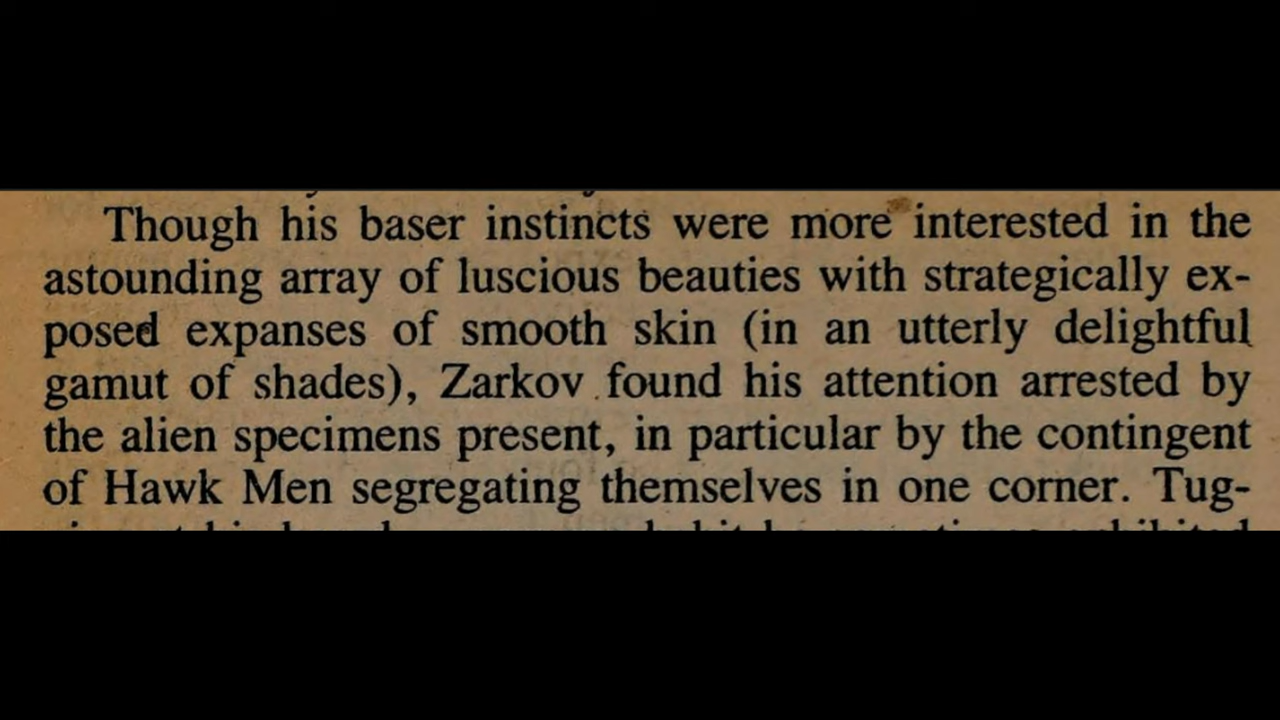 Though his baser instincts were more interested in the
astounding array of luscious beauties with strategically ex-
posed expanses of smooth skin (in an utterly delightful
gamut of shades), Zarkov found his attention arrested by
the alien specimens present, in particular by the contingent
of Hawk Men segregating themselves in one corner. Tug-